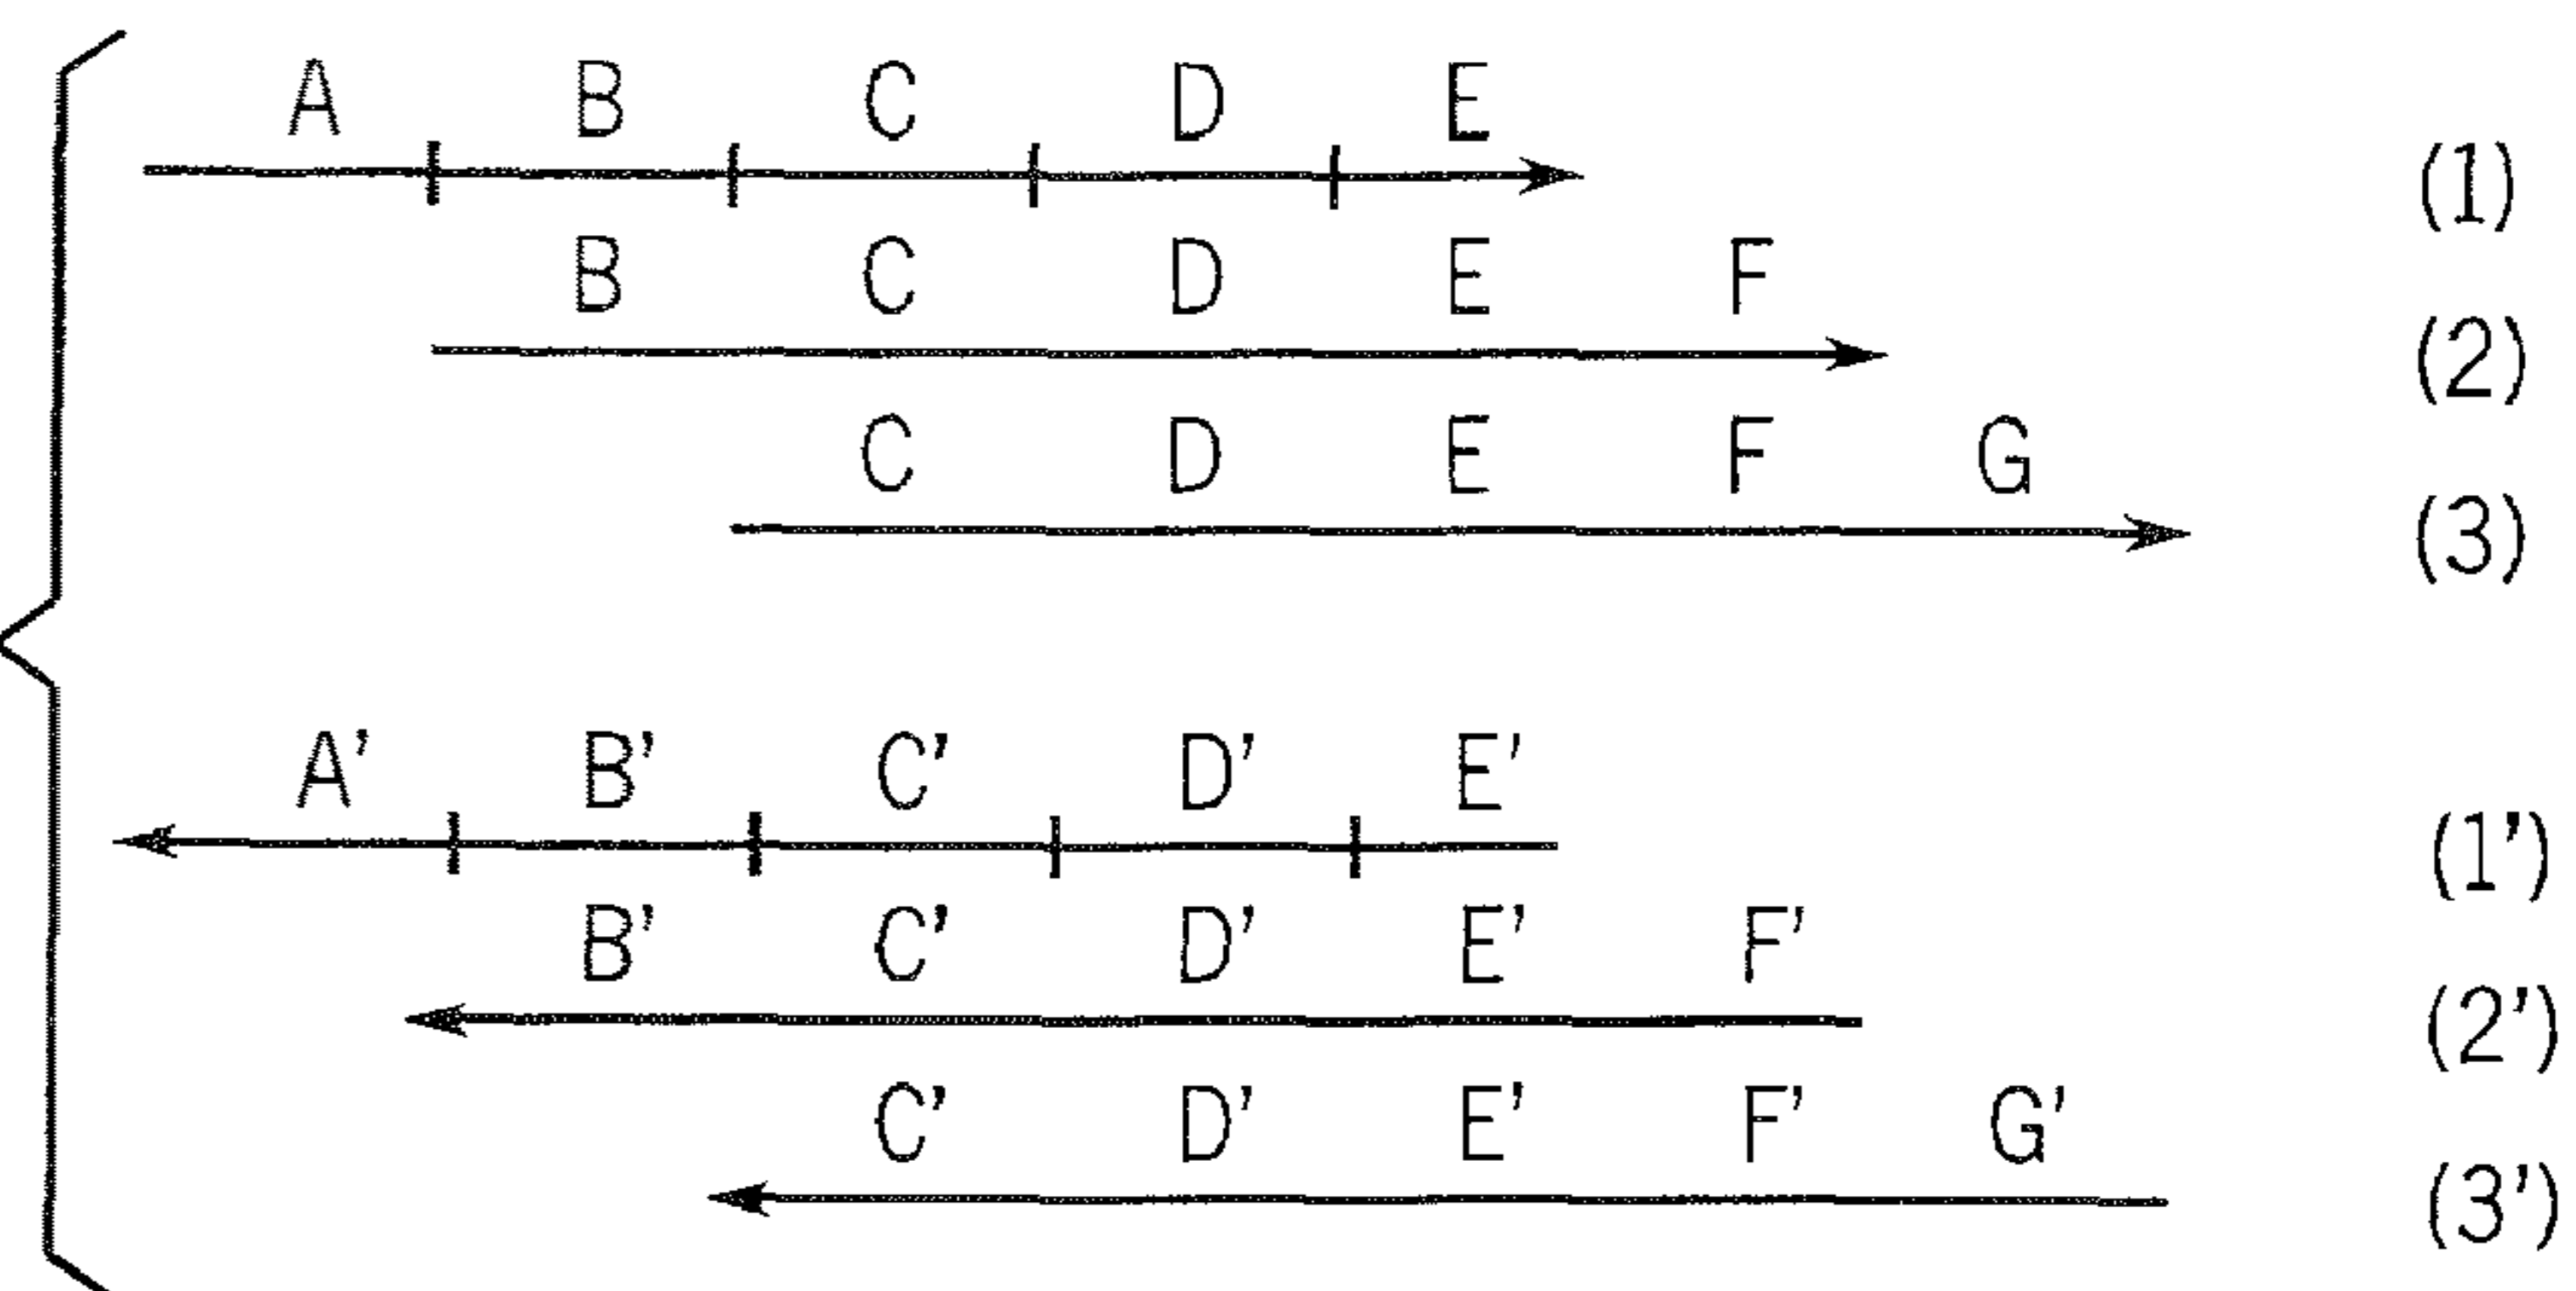 A B C D E (1)
B C D E F (2)
C D E F G (3)
A' B' C' D' E' (1')
B' C' D' E' F' (2')
C' D' E' F' G' (3')